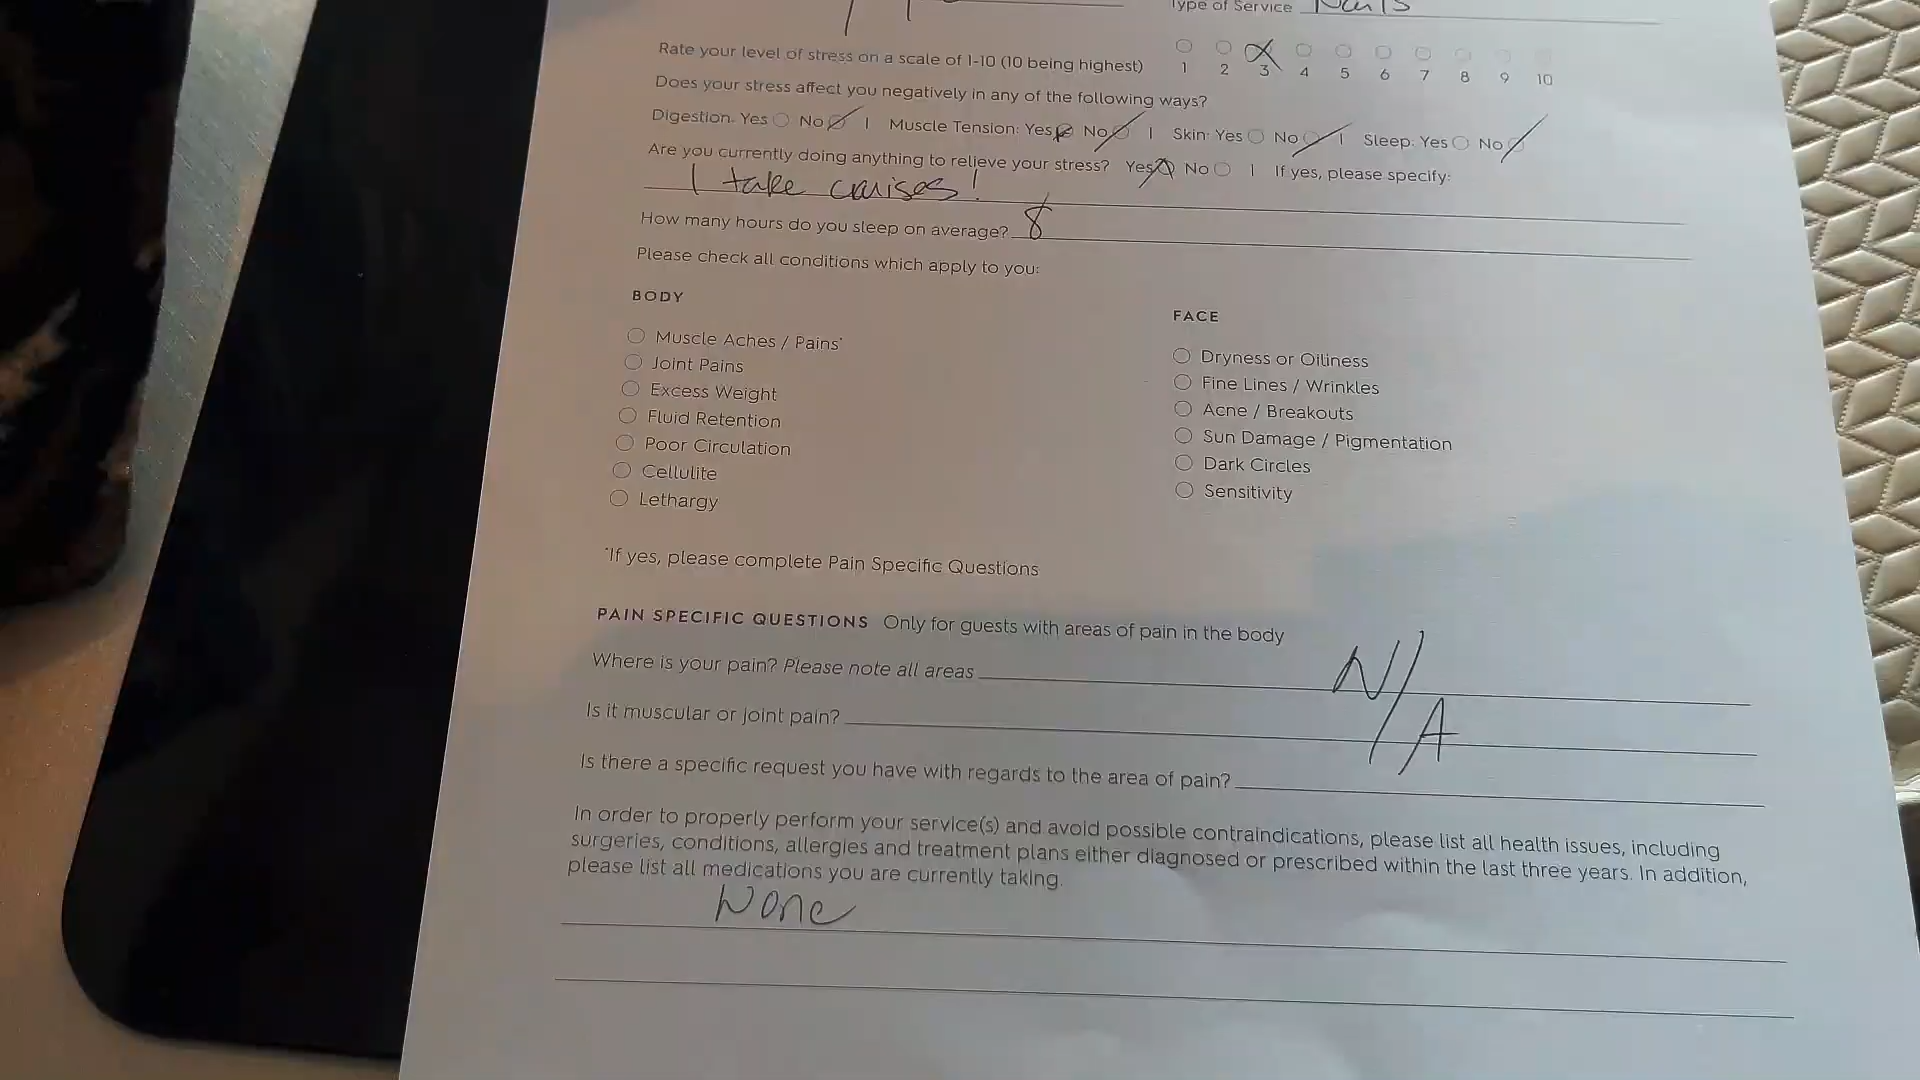 Type of Service Nails
Rate your level of stress on a scale of 1-10 (10 being highest) 1 2 3 4 5 6 7 8 9 10
Does your stress affect you negatively in any of the following ways?
Digestion: Yes No | Muscle Tension: Yes No | Skin: Yes No | Sleep: Yes No
Are you currently doing anything to relieve your stress? Yes No | If yes, please specify:
I take cruises!
How many hours do you sleep on average? 8
Please check all conditions which apply to you:
BODY
Muscle Aches / Pains*
Joint Pains
Excess Weight
Fluid Retention
Poor Circulation
Cellulite
Lethargy
FACE
Dryness or Oiliness
Fine Lines / Wrinkles
Acne / Breakouts
Sun Damage / Pigmentation
Dark Circles
Sensitivity
*If yes, please complete Pain Specific Questions
PAIN SPECIFIC QUESTIONS Only for guests with areas of pain in the body
Where is your pain? Please note all areas
N/A
Is it muscular or joint pain?
Is there a specific request you have with regards to the area of pain?
In order to properly perform your service(s) and avoid possible contraindications, please list all health issues, including
surgeries, conditions, allergies and treatment plans either diagnosed or prescribed within the last three years. In addition,
please list all medications you are currently taking.
None